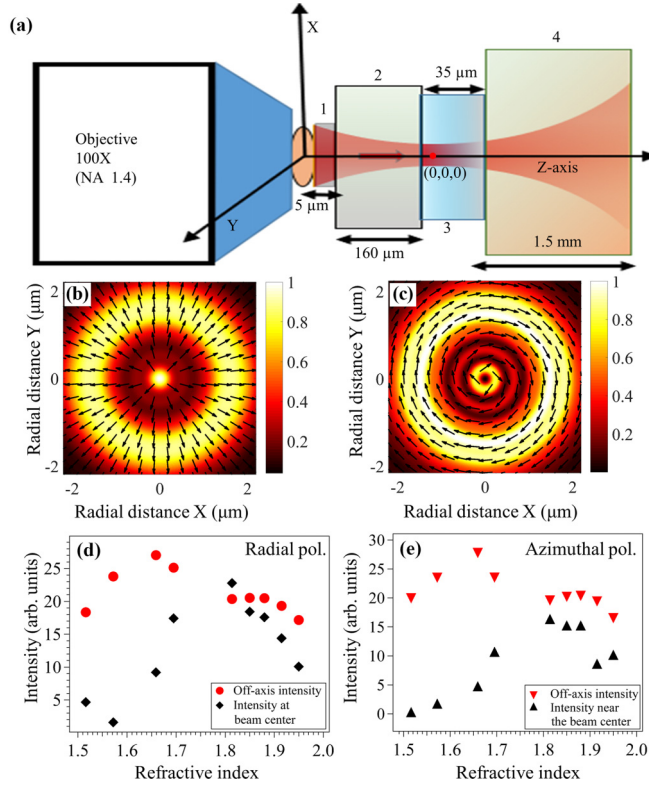 (a)
X
4
2
35 µm
1
Objective
100X
(NA 1.4)
Z-axis
(0,0,0)
Y
5 µm
3
160 µm
1.5 mm
(b)
(c)
Radial distance Y (µm)
2
0
-2
-2 0 2
Radial distance X (µm)
1
0.8
0.6
0.4
0.2
Radial distance Y (µm)
2
0
-2
-2 0 2
Radial distance X (µm)
1
0.8
0.6
0.4
0.2
(d)
Radial pol.
Intensity (arb. units)
30
25
20
15
10
5
Off-axis intensity
Intensity at
beam center
1.5 1.6 1.7 1.8 1.9 2.0
Refractive index
(e)
Azimuthal pol.
Intensity (arb. units)
30
25
20
15
10
5
0
Off-axis intensity
Intensity near
the beam center
1.5 1.6 1.7 1.8 1.9 2.0
Refractive index